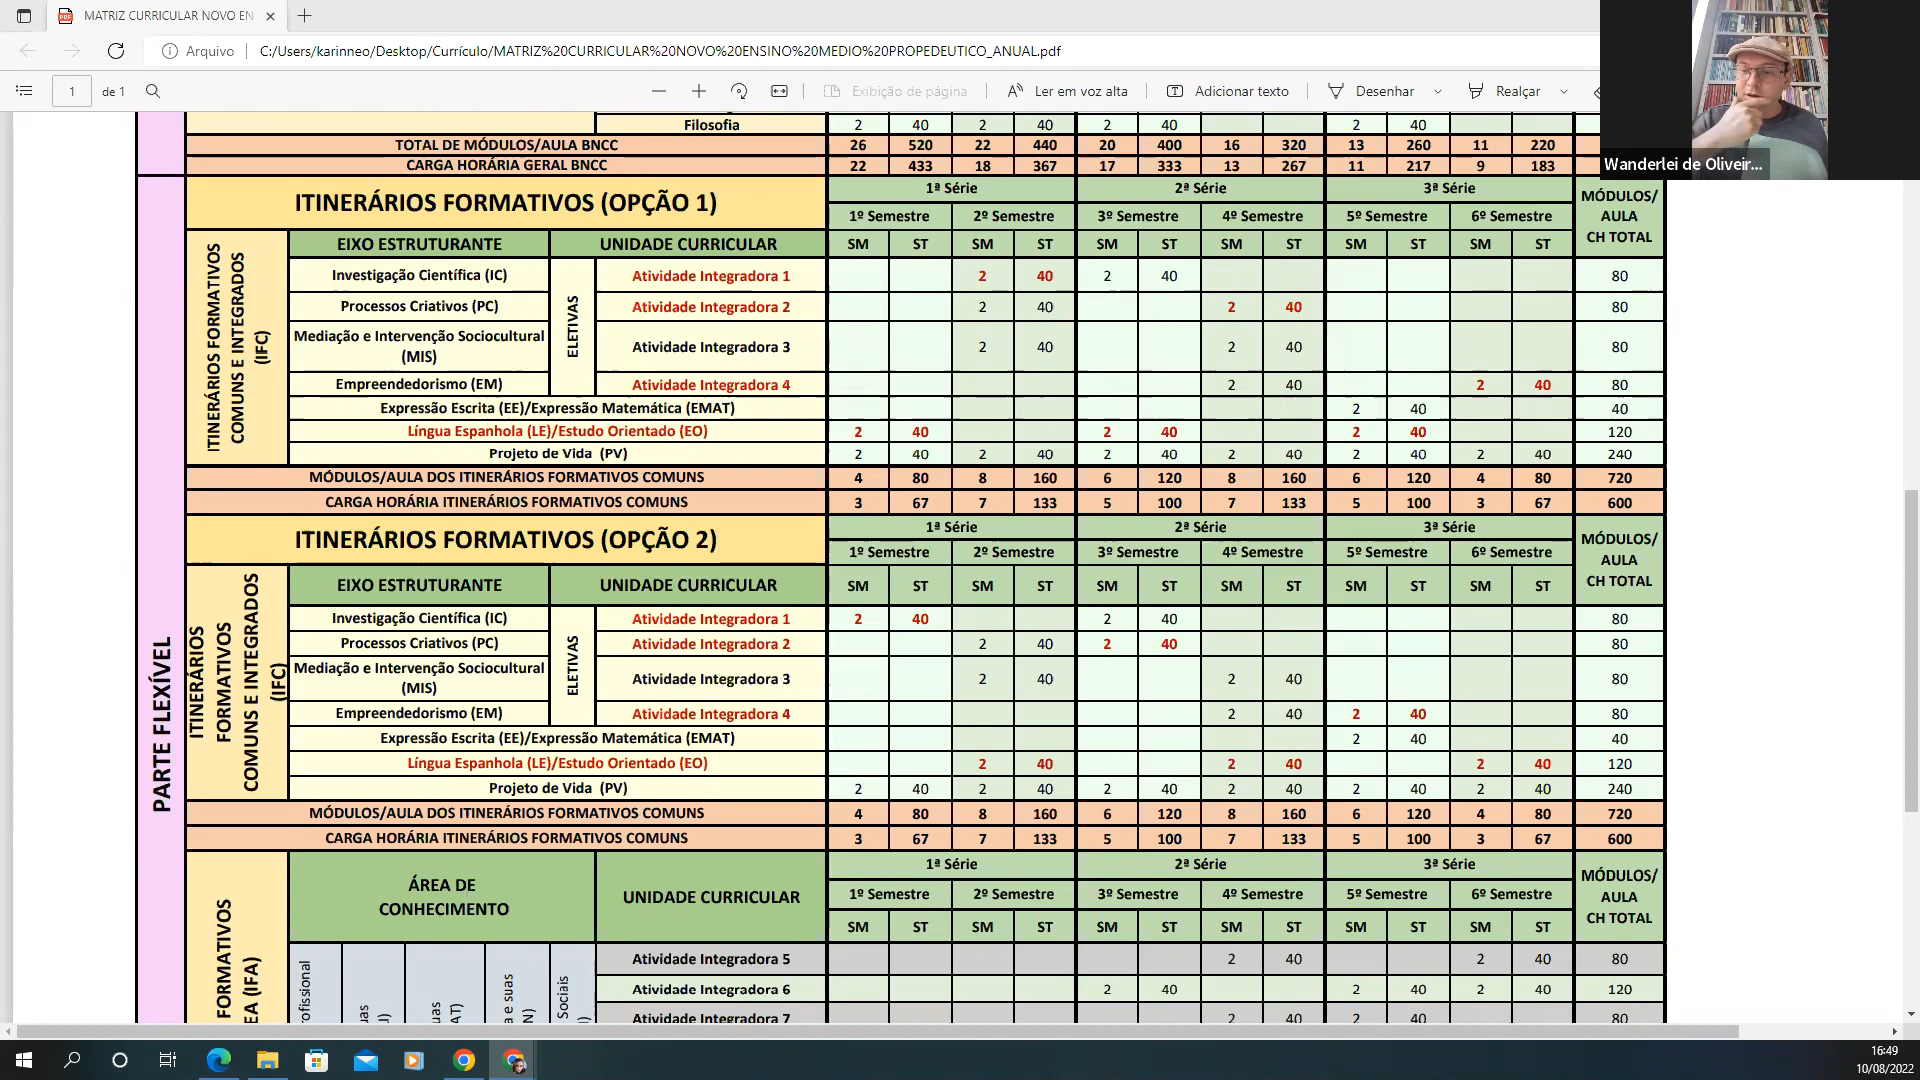 MATRIZ CURRICULAR NOVO EN
Arquivo C:/Users/karinneo/Desktop/Currículo/MATRIZ%20CURRICULAR%20NOVO%20ENSINO%20MEDIO%20PROPEDEUTICO_ANUAL.pdf
1 de 1 Exibição de página Ler em voz alta Adicionar texto Desenhar Realçar
Wanderlei de Oliveir...
Filosofia 2 40 2 40 2 40 2 40
TOTAL DE MÓDULOS/AULA BNCC 26 520 22 440 20 400 16 320 13 260 11 220
CARGA HORÁRIA GERAL BNCC 22 433 18 367 17 333 13 267 11 217 9 183
PARTE FLEXÍVEL
ITINERÁRIOS FORMATIVOS (OPÇÃO 1) 1ª Série 2ª Série 3ª Série MÓDULOS/ AULA CH TOTAL
1º Semestre 2º Semestre 3º Semestre 4º Semestre 5º Semestre 6º Semestre
ITINERÁRIOS FORMATIVOS COMUNS E INTEGRADOS (IFC)
EIXO ESTRUTURANTE UNIDADE CURRICULAR SM ST SM ST SM ST SM ST SM ST SM ST
ELETIVAS
Investigação Científica (IC) Atividade Integradora 1 2 40 2 40 80
Processos Criativos (PC) Atividade Integradora 2 2 40 2 40 80
Mediação e Intervenção Sociocultural (MIS) Atividade Integradora 3 2 40 2 40 80
Empreendedorismo (EM) Atividade Integradora 4 2 40 2 40 80
Expressão Escrita (EE)/Expressão Matemática (EMAT) 2 40 40
Língua Espanhola (LE)/Estudo Orientado (EO) 2 40 2 40 2 40 120
Projeto de Vida (PV) 2 40 2 40 2 40 2 40 2 40 2 40 240
MÓDULOS/AULA DOS ITINERÁRIOS FORMATIVOS COMUNS 4 80 8 160 6 120 8 160 6 120 4 80 720
CARGA HORÁRIA ITINERÁRIOS FORMATIVOS COMUNS 3 67 7 133 5 100 7 133 5 100 3 67 600
ITINERÁRIOS FORMATIVOS (OPÇÃO 2) 1ª Série 2ª Série 3ª Série MÓDULOS/ AULA CH TOTAL
1º Semestre 2º Semestre 3º Semestre 4º Semestre 5º Semestre 6º Semestre
ITINERÁRIOS FORMATIVOS COMUNS E INTEGRADOS (IFC)
EIXO ESTRUTURANTE UNIDADE CURRICULAR SM ST SM ST SM ST SM ST SM ST SM ST
ELETIVAS
Investigação Científica (IC) Atividade Integradora 1 2 40 2 40 80
Processos Criativos (PC) Atividade Integradora 2 2 40 2 40 80
Mediação e Intervenção Sociocultural (MIS) Atividade Integradora 3 2 40 2 40 80
Empreendedorismo (EM) Atividade Integradora 4 2 40 2 40 80
Expressão Escrita (EE)/Expressão Matemática (EMAT) 2 40 40
Língua Espanhola (LE)/Estudo Orientado (EO) 2 40 2 40 2 40 120
Projeto de Vida (PV) 2 40 2 40 2 40 2 40 2 40 2 40 240
MÓDULOS/AULA DOS ITINERÁRIOS FORMATIVOS COMUNS 4 80 8 160 6 120 8 160 6 120 4 80 720
CARGA HORÁRIA ITINERÁRIOS FORMATIVOS COMUNS 3 67 7 133 5 100 7 133 5 100 3 67 600
ÁREA DE CONHECIMENTO UNIDADE CURRICULAR 1ª Série 2ª Série 3ª Série MÓDULOS/ AULA CH TOTAL
1º Semestre 2º Semestre 3º Semestre 4º Semestre 5º Semestre 6º Semestre
SM ST SM ST SM ST SM ST SM ST SM ST
FORMATIVOS
EA (IFA)
ofissional
uas
uas
AT)
a e suas
N)
Sociais
Atividade Integradora 5 2 40 2 40 80
Atividade Integradora 6 2 40 2 40 2 40 120
Atividade Integradora 7 2 40 2 40 80
16:49
10/08/2022